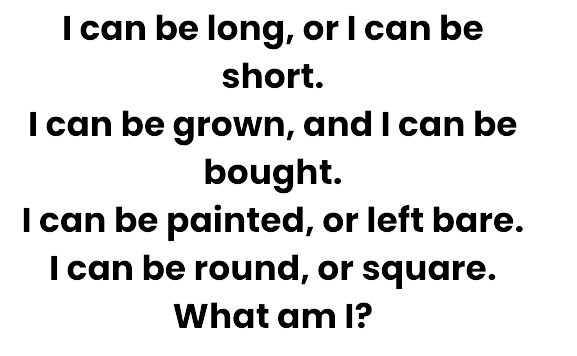 I can be long, or I can be
short.
I can be grown, and I can be
bought.
I can be painted, or left bare.
I can be round, or square.
What am I?